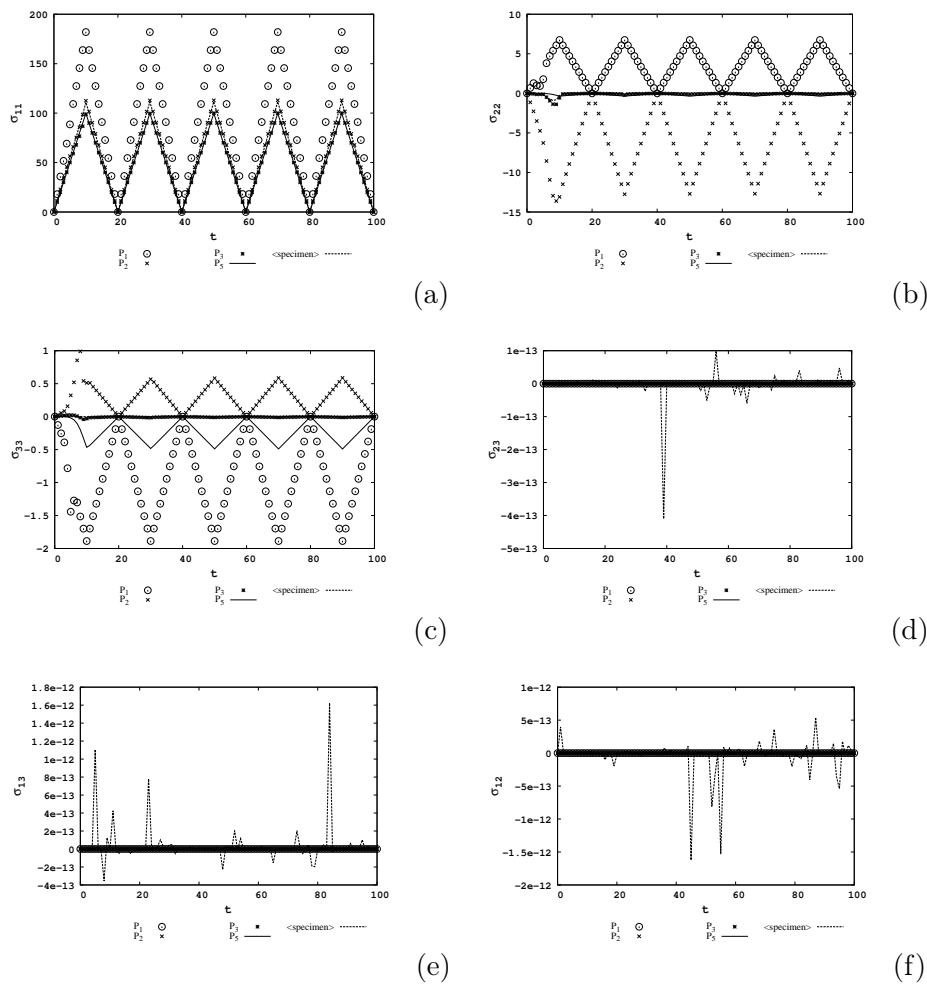 200
150
100
50
0
σ11
0 20 40 60 80 100
t
P1 P3 <specimen>
P2 P5
(a)
10
5
0
-5
-10
-15
σ22
0 20 40 60 80 100
t
P1 P3 <specimen>
P2 P5
(b)
1
0.5
0
-0.5
-1
-1.5
-2
σ33
0 20 40 60 80 100
t
P1 P3 <specimen>
P2 P5
(c)
1e-13
0
-1e-13
-2e-13
-3e-13
-4e-13
-5e-13
σ23
0 20 40 60 80 100
t
P1 P3 <specimen>
P2 P5
(d)
1.8e-12
1.6e-12
1.4e-12
1.2e-12
1e-12
8e-13
6e-13
4e-13
2e-13
0
-2e-13
-4e-13
σ13
0 20 40 60 80 100
t
P1 P3 <specimen>
P2 P5
(e)
1e-12
5e-13
0
-5e-13
-1e-12
-1.5e-12
-2e-12
σ12
0 20 40 60 80 100
t
P1 P3 <specimen>
P2 P5
(f)